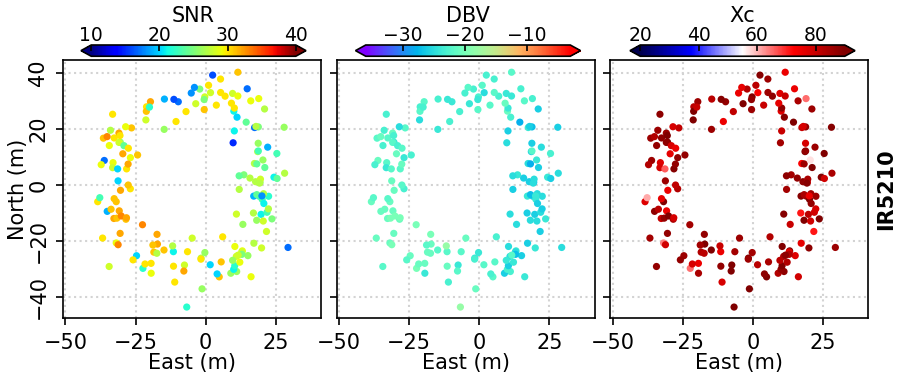 SNR DBV Xc
10 20 30 40 −30 −20 −10 20 40 60 80
40
20
0
−20
−40
North (m)
IR5210
−50 −25 0 25 −50 −25 0 25 −50 −25 0 25
East (m) East (m) East (m)